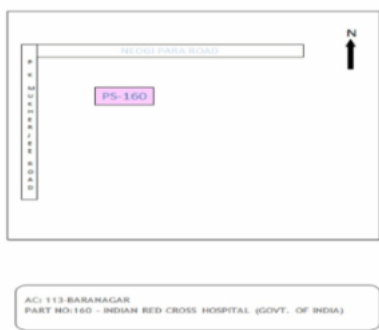 N
NEOGI PARA ROAD
P K MUKHERJEE ROAD
PS-160
AC: 113-BARANAGAR
PART NO:160 - INDIAN RED CROSS HOSPITAL (GOVT. OF INDIA)